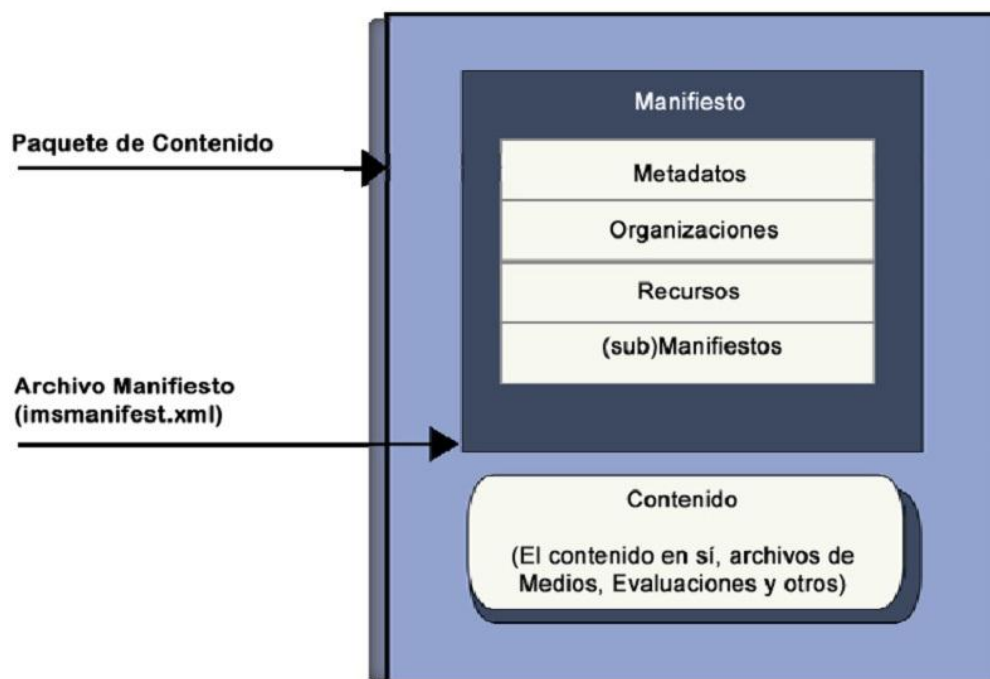 Paquete de Contenido
Archivo Manifiesto
(imsmanifest.xml)
Manifiesto
Metadatos
Organizaciones
Recursos
(sub)Manifiestos
Contenido
(El contenido en sí, archivos de
Medios, Evaluaciones y otros)